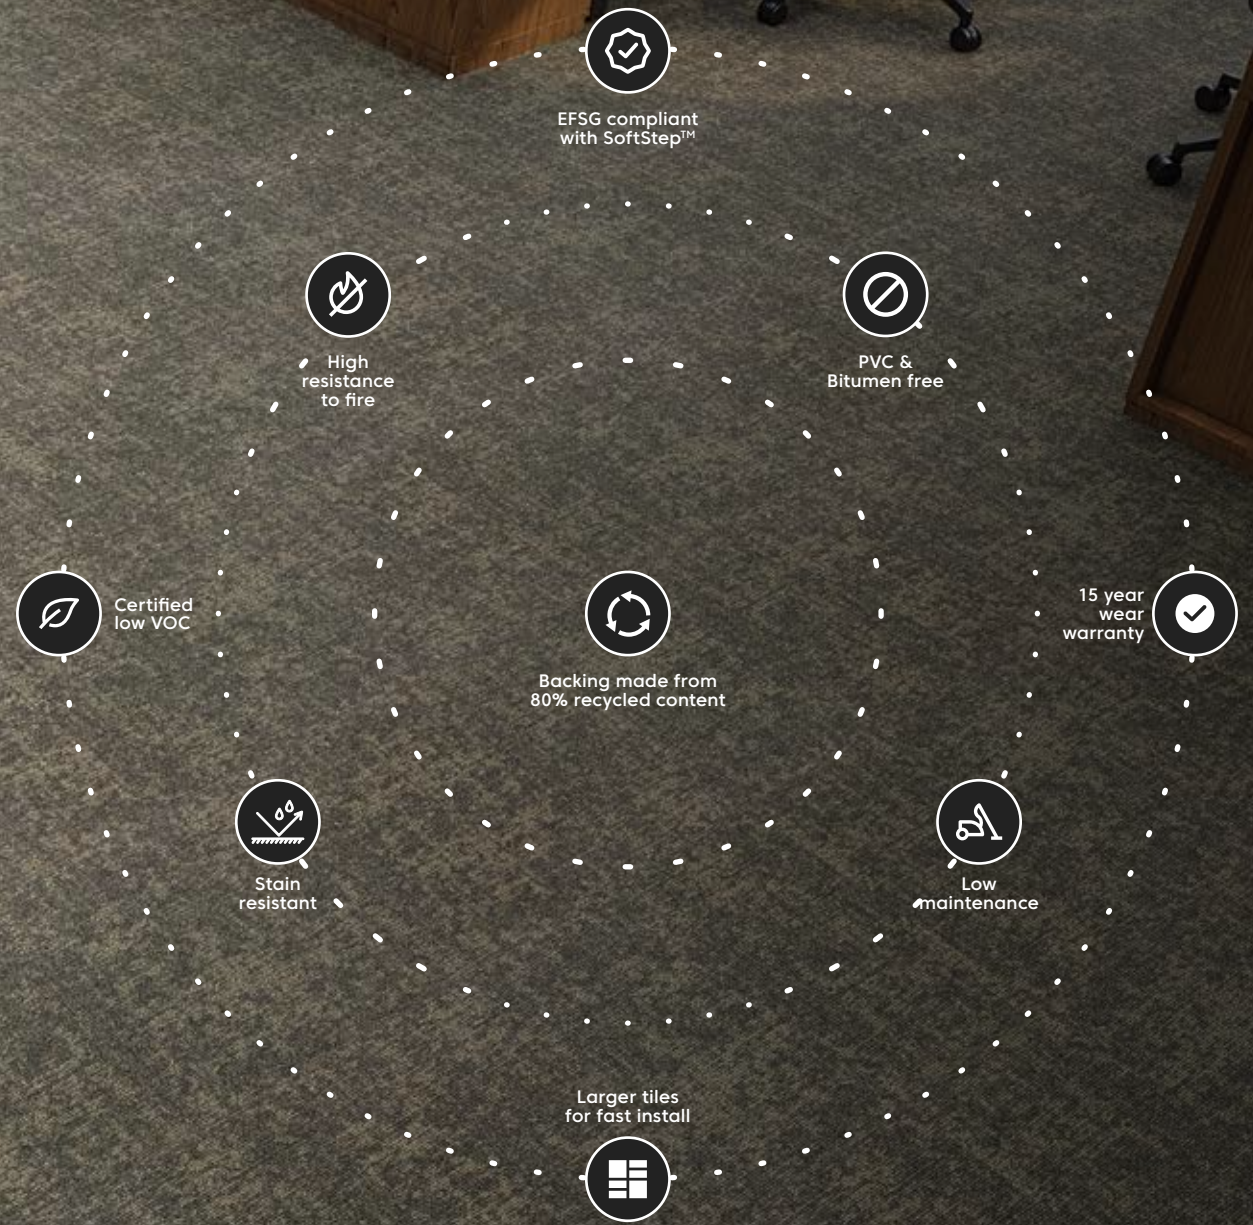 EFSG compliant
with SoftStep™
High
resistance
to fire
PVC &
Bitumen free
Certified
low VOC
15 year
wear
warranty
Backing made from
80% recycled content
Stain
resistant
Low
maintenance
Larger tiles
for fast install